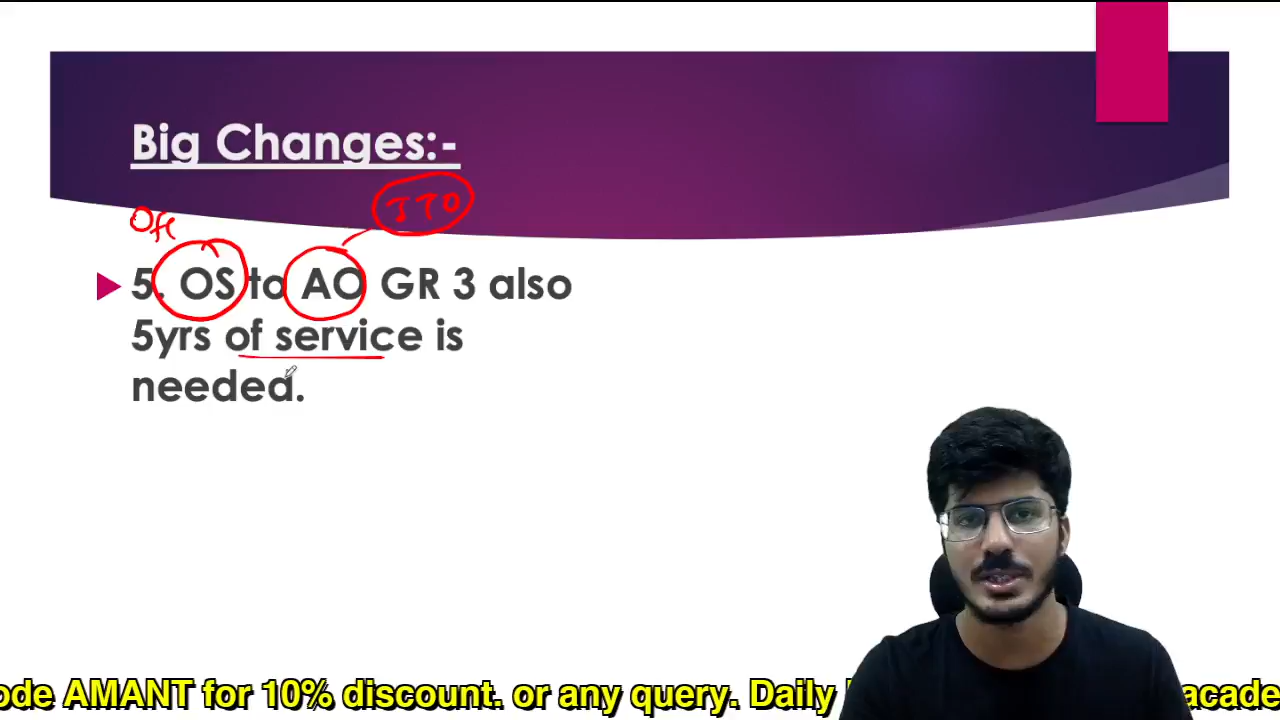 Big Changes:-
JTO
Off
5. OS to AO GR 3 also
5yrs of service is
needed.
ode AMANT for 10% discount. or any query. Daily acade